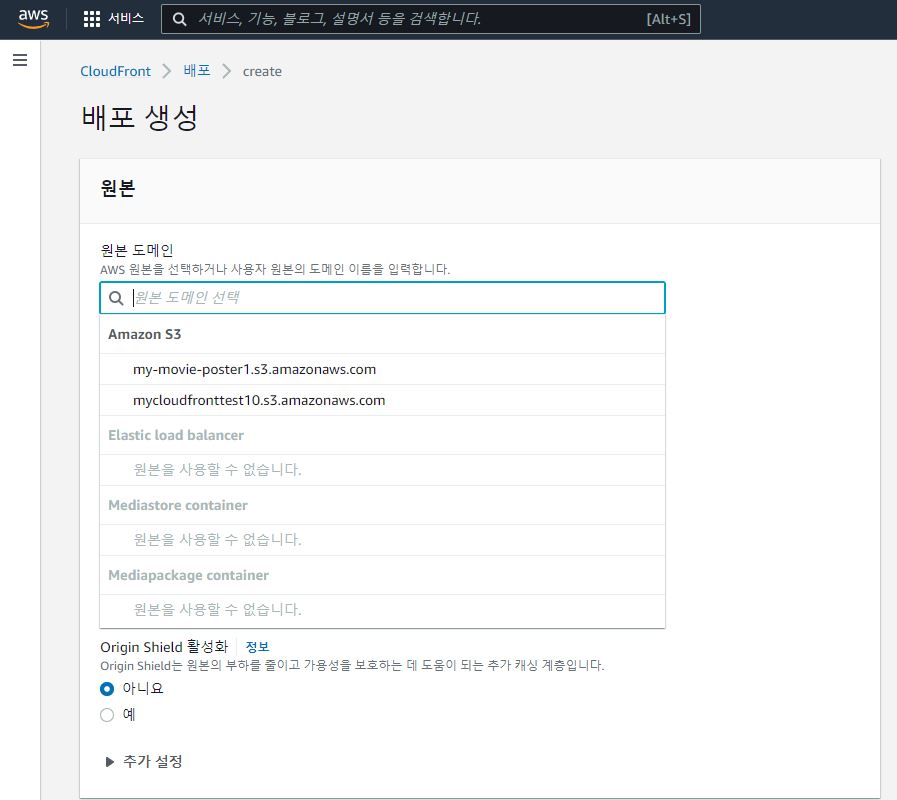 aws
서비스
서비스, 기능, 블로그, 설명서 등을 검색합니다.
[Alt+S]
CloudFront > 배포 > create
배포 생성
원본
원본 도메인
AWS 원본을 선택하거나 사용자 원본의 도메인 이름을 입력합니다.
원본 도메인 선택
Amazon S3
my-movie-poster1.s3.amazonaws.com
mycloudfronttest10.s3.amazonaws.com
Elastic load balancer
원본을 사용할 수 없습니다.
Mediastore container
원본을 사용할 수 없습니다.
Mediapackage container
원본을 사용할 수 없습니다.
Origin Shield 활성화 정보
Origin Shield는 원본의 부하를 줄이고 가용성을 보호하는 데 도움이 되는 추가 캐싱 계층입니다.
아니요
예
추가 설정